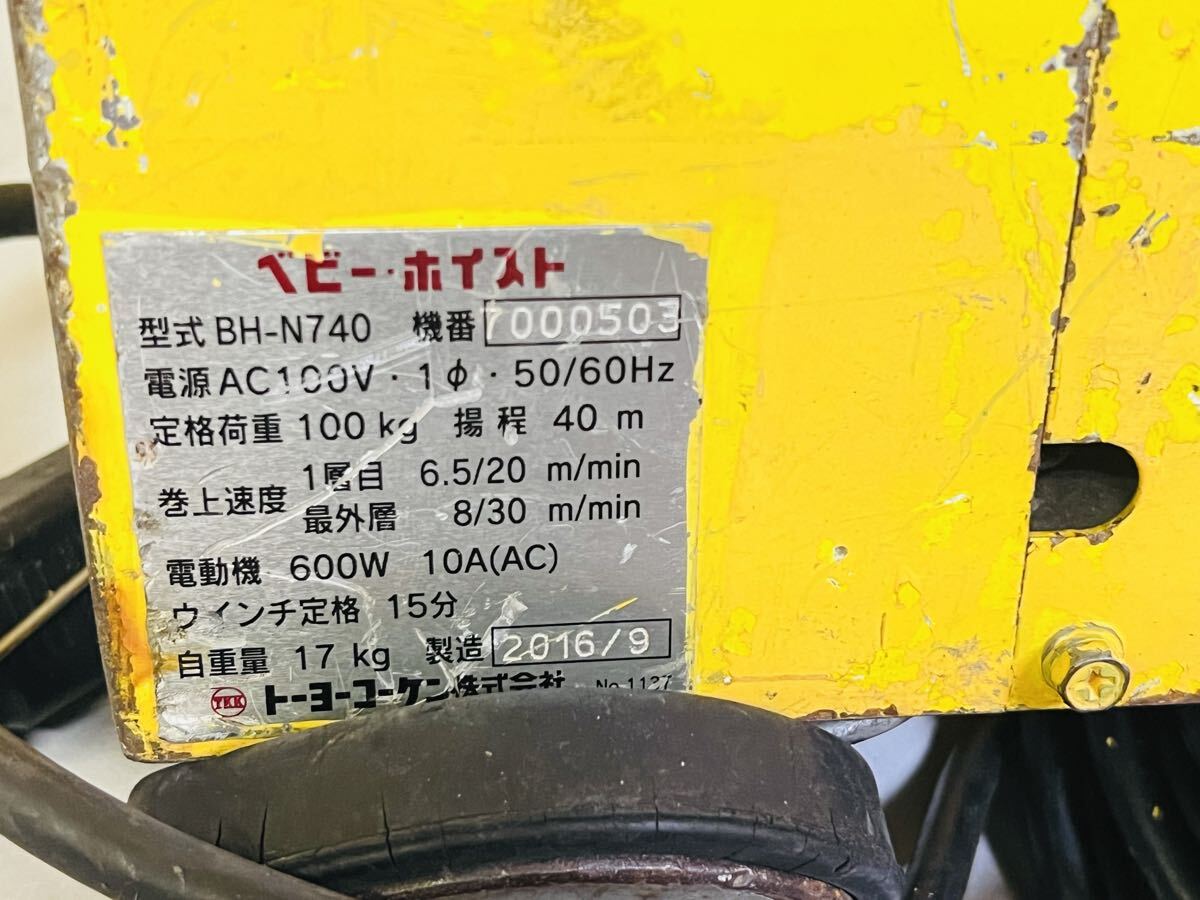 ベビー・ホイスト
型式 BH-N740 機番 7000503
電源 AC100V・1φ・50/60Hz
定格荷重 100 kg 揚程 40 m
巻上速度 1層目 6.5/20 m/min
最外層 8/30 m/min
電動機 600W 10A(AC)
ウインチ定格 15分
自重量 17 kg 製造 2016/9
TKK トーヨーコーケン株式会社 No.1137